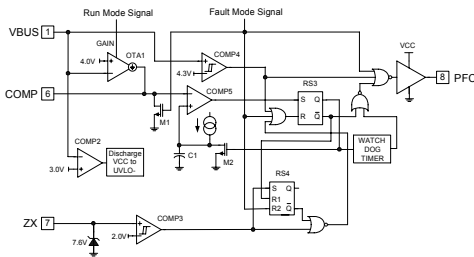 Run Mode Signal
Fault Mode Signal
VBUS 1
GAIN
OTA1
4.0V
COMP4
4.3V
VCC
8 PFC
COMP 6
COMP5
RS3
S Q
R Q
M1
C1
M2
COMP2
3.0V
Discharge
VCC to
UVLO-
WATCH
DOG
TIMER
RS4
S Q
R1
R2 Q
ZX 7
COMP3
2.0V
7.6V